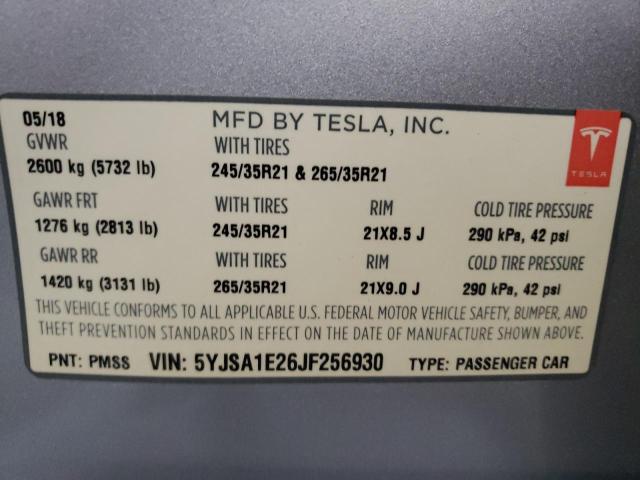 05/18 MFD BY TESLA, INC.
GVWR WITH TIRES
2600 kg (5732 lb) 245/35R21 & 265/35R21
TESLA
GAWR FRT WITH TIRES RIM COLD TIRE PRESSURE
1276 kg (2813 lb) 245/35R21 21X8.5 J 290 kPa, 42 psi
GAWR RR WITH TIRES RIM COLD TIRE PRESSURE
1420 kg (3131 lb) 265/35R21 21X9.0 J 290 kPa, 42 psi
THIS VEHICLE CONFORMS TO ALL APPLICABLE U.S. FEDERAL MOTOR VEHICLE SAFETY, BUMPER, AND
THEFT PREVENTION STANDARDS IN EFFECT ON THE DATE OF MANUFACTURE SHOWN ABOVE.
PNT: PMSS VIN: 5YJSA1E26JF256930 TYPE: PASSENGER CAR